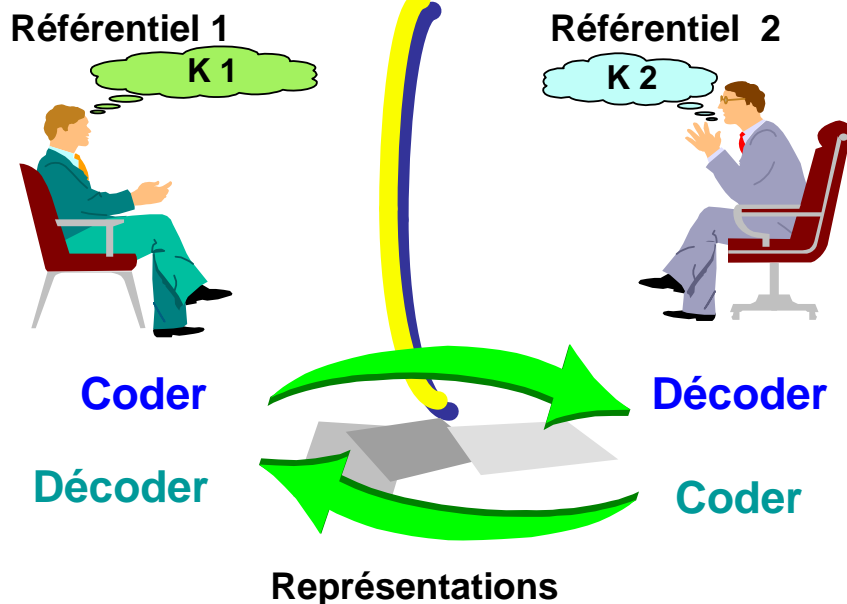 Référentiel 1
Référentiel 2
K 1
K 2
Coder
Décoder
Décoder
Coder
Représentations